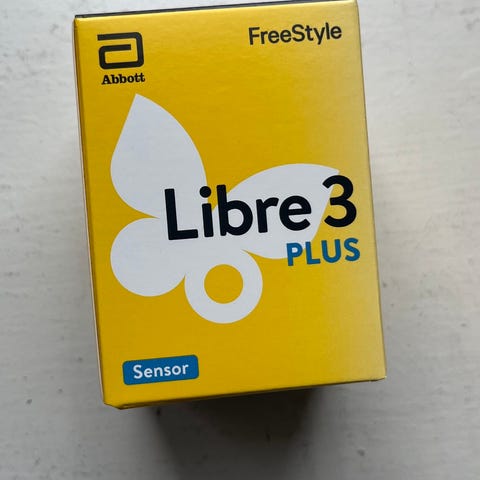 Abbott
FreeStyle
Libre 3
PLUS
Sensor